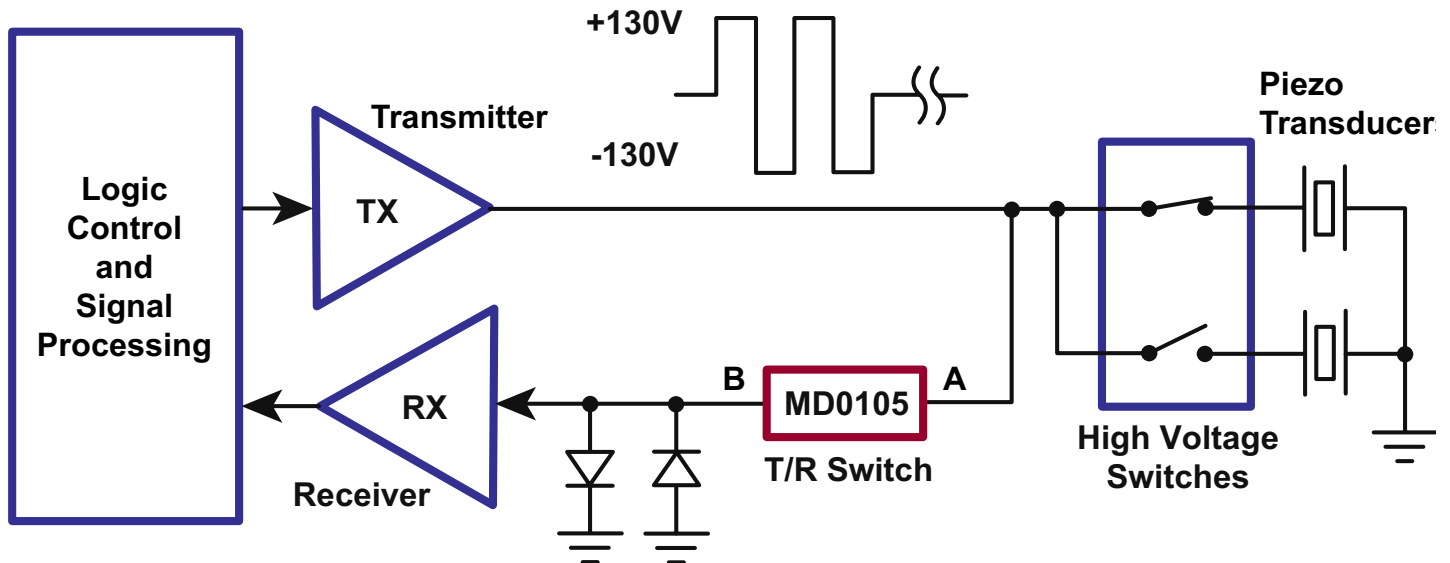 Logic
Control
and
Signal
Processing
Transmitter
TX
+130V
-130V
Piezo
Transducers
High Voltage
Switches
A
MD0105
B
T/R Switch
RX
Receiver